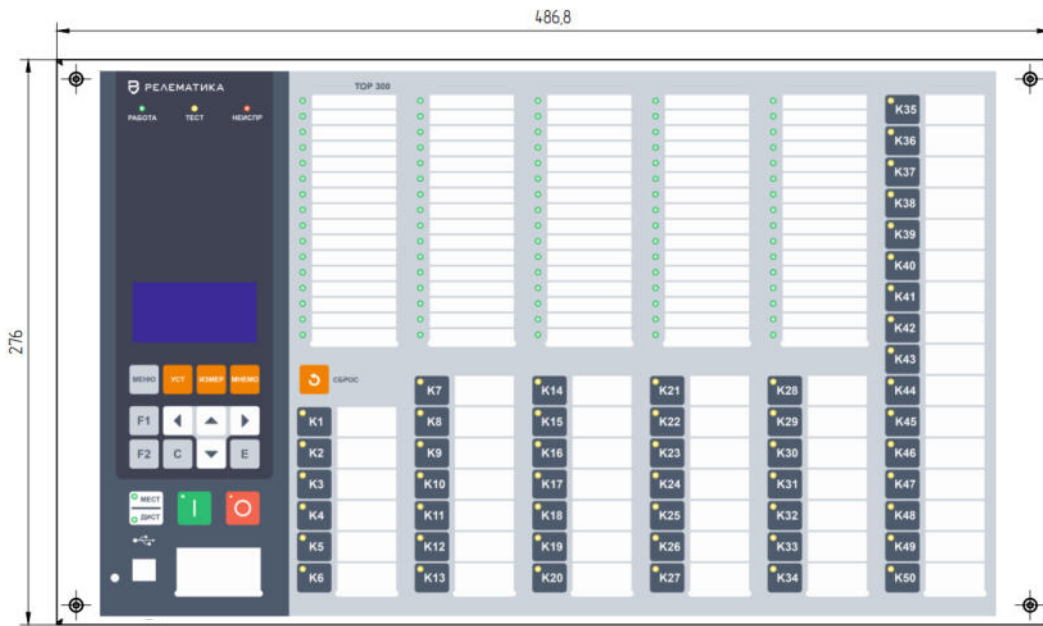 486,8
276
РЕЛЕМАТИКА
РАБОТА ТЕСТ НЕИСПР
ТОР 300
МЕНЮ УСТ ИЗМЕР МНЕМО
F1
F2 C E
МЕСТ
ДИСТ
СБРОС
K1
K2
K3
K4
K5
K6
K7
K8
K9
K10
K11
K12
K13
K14
K15
K16
K17
K18
K19
K20
K21
K22
K23
K24
K25
K26
K27
K28
K29
K30
K31
K32
K33
K34
K35
K36
K37
K38
K39
K40
K41
K42
K43
K44
K45
K46
K47
K48
K49
K50